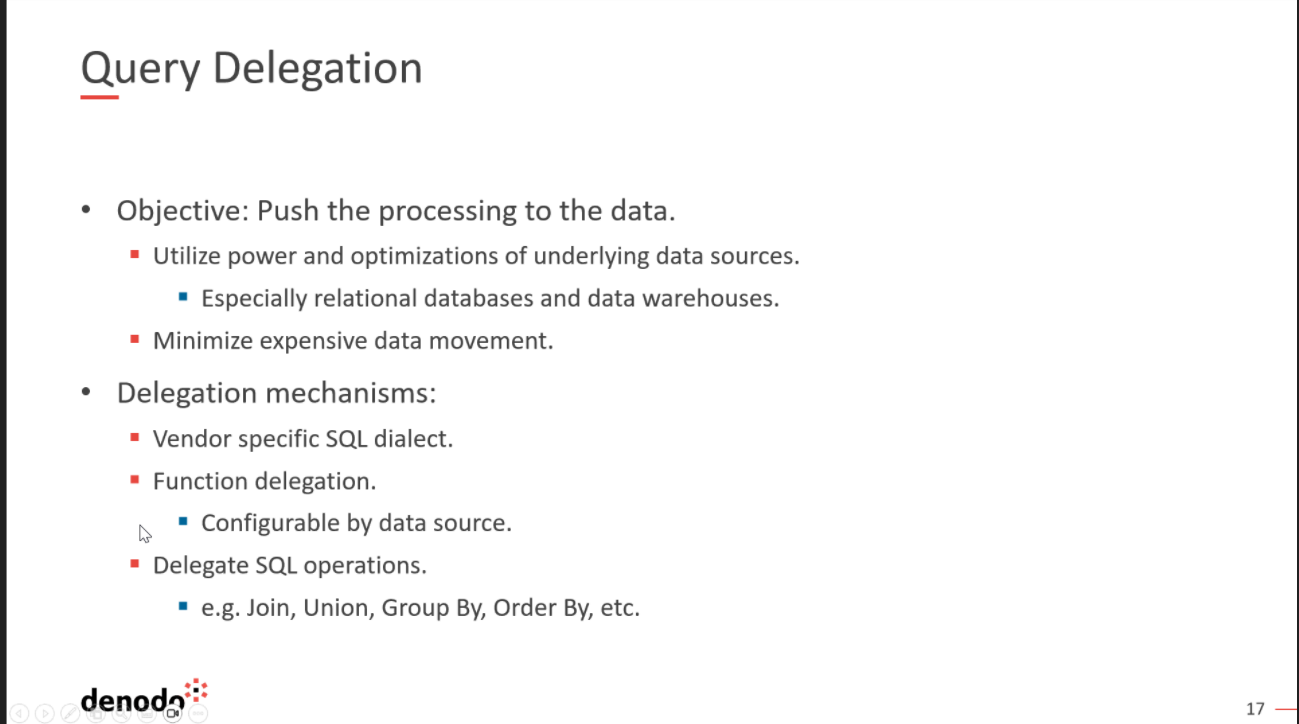 Query Delegation
• Objective: Push the processing to the data.
▪ Utilize power and optimizations of underlying data sources.
▪ Especially relational databases and data warehouses.
▪ Minimize expensive data movement.
• Delegation mechanisms:
▪ Vendor specific SQL dialect.
▪ Function delegation.
▪ Configurable by data source.
▪ Delegate SQL operations.
▪ e.g. Join, Union, Group By, Order By, etc.
denodo
17